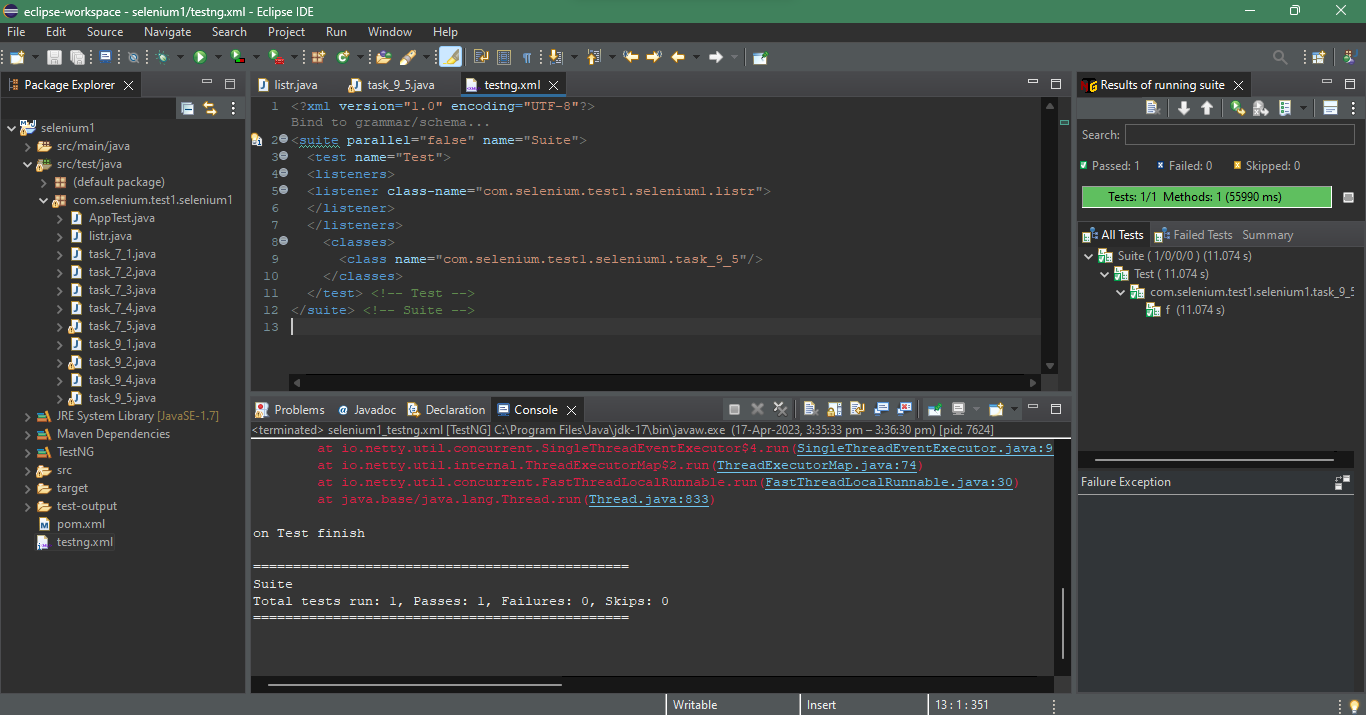 eclipse-workspace - selenium1/testng.xml - Eclipse IDE
File Edit Source Navigate Search Project Run Window Help
Package Explorer
selenium1
src/main/java
src/test/java
(default package)
com.selenium.test1.selenium1
AppTest.java
listr.java
task_7_1.java
task_7_2.java
task_7_3.java
task_7_4.java
task_7_5.java
task_9_1.java
task_9_2.java
task_9_4.java
task_9_5.java
JRE System Library [JavaSE-1.7]
Maven Dependencies
TestNG
src
target
test-output
pom.xml
testng.xml
listr.java task_9_5.java testng.xml
1 <?xml version="1.0" encoding="UTF-8"?>
Bind to grammar/schema...
2 <suite parallel="false" name="Suite">
3 <test name="Test">
4 <listeners>
5 <listener class-name="com.selenium.test1.selenium1.listr">
6 </listener>
7 </listeners>
8 <classes>
9 <class name="com.selenium.test1.selenium1.task_9_5"/>
10 </classes>
11 </test> <!-- Test -->
12 </suite> <!-- Suite -->
13
Problems Javadoc Declaration Console
<terminated> selenium1_testng.xml [TestNG] C:\Program Files\Java\jdk-17\bin\javaw.exe (17-Apr-2023, 3:35:33 pm – 3:36:30 pm) [pid: 7624]
at io.netty.util.concurrent.SingleThreadEventExecutor$4.run(SingleThreadEventExecutor.java:9
at io.netty.util.internal.ThreadExecutorMap$2.run(ThreadExecutorMap.java:74)
at io.netty.util.concurrent.FastThreadLocalRunnable.run(FastThreadLocalRunnable.java:30)
at java.base/java.lang.Thread.run(Thread.java:833)
on Test finish
===============================================
Suite
Total tests run: 1, Passes: 1, Failures: 0, Skips: 0
===============================================
Results of running suite
Search:
Passed: 1 Failed: 0 Skipped: 0
Tests: 1/1 Methods: 1 (55990 ms)
All Tests Failed Tests Summary
Suite ( 1/0/0/0 ) (11.074 s)
Test ( 11.074 s)
com.selenium.test1.selenium1.task_9_5
f (11.074 s)
Failure Exception
Writable Insert 13 : 1 : 351